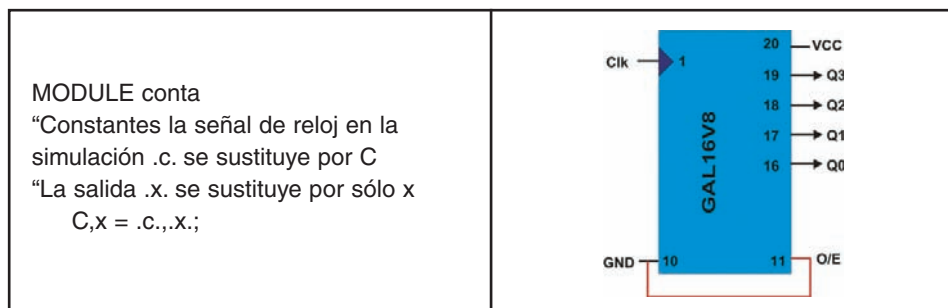 MODULE conta
“Constantes la señal de reloj en la
simulación .c. se sustituye por C
“La salida .x. se sustituye por sólo x
C,x = .c.,.x.;
Clk
1
GAL16V8
20
VCC
19
Q3
18
Q2
17
Q1
16
Q0
GND
10
11
O/E